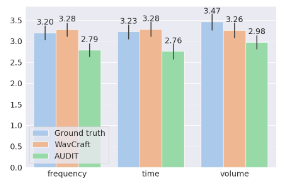 3.5
3.0
2.5
2.0
1.5
1.0
0.5
0.0
3.20
3.28
2.79
3.23
3.28
2.76
3.47
3.26
2.98
Ground truth
WavCraft
AUDIT
frequency
time
volume